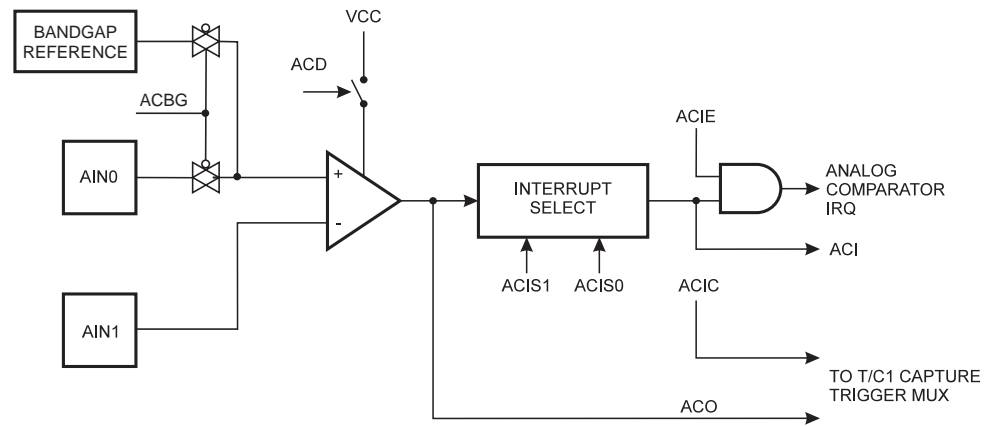 BANDGAP
REFERENCE
VCC
ACD
ACBG
ACIE
AIN0
+
-
INTERRUPT
SELECT
ANALOG
COMPARATOR
IRQ
ACI
ACIS1
ACIS0
ACIC
AIN1
TO T/C1 CAPTURE
TRIGGER MUX
ACO